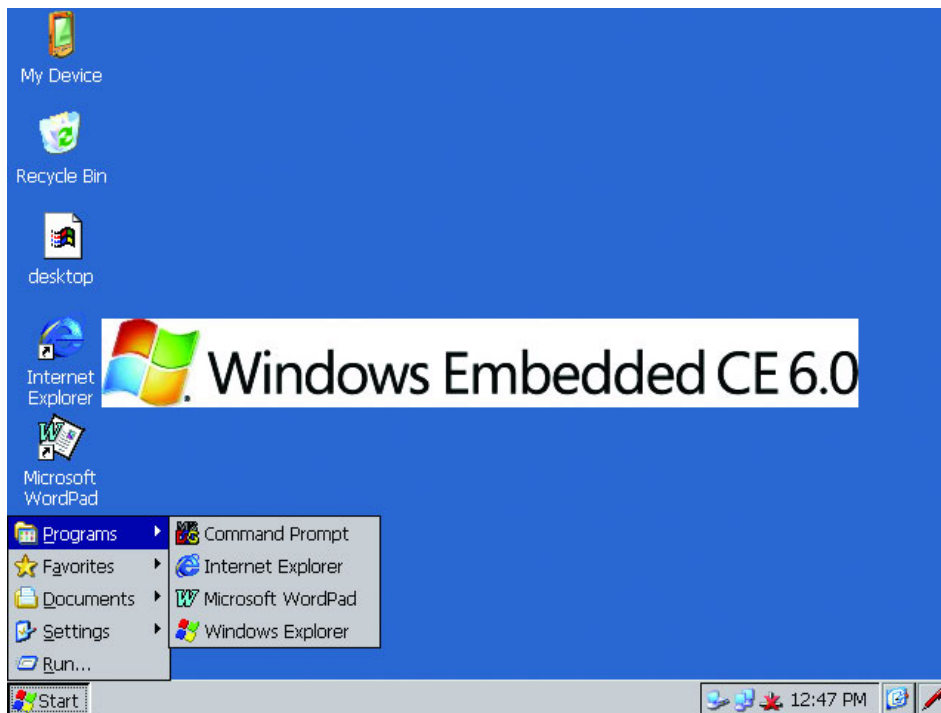 My Device
Recycle Bin
desktop
Internet
Explorer
Windows Embedded CE 6.0
Microsoft
WordPad
Programs
Favorites
Documents
Settings
Run...
Command Prompt
Internet Explorer
Microsoft WordPad
Windows Explorer
Start
12:47 PM